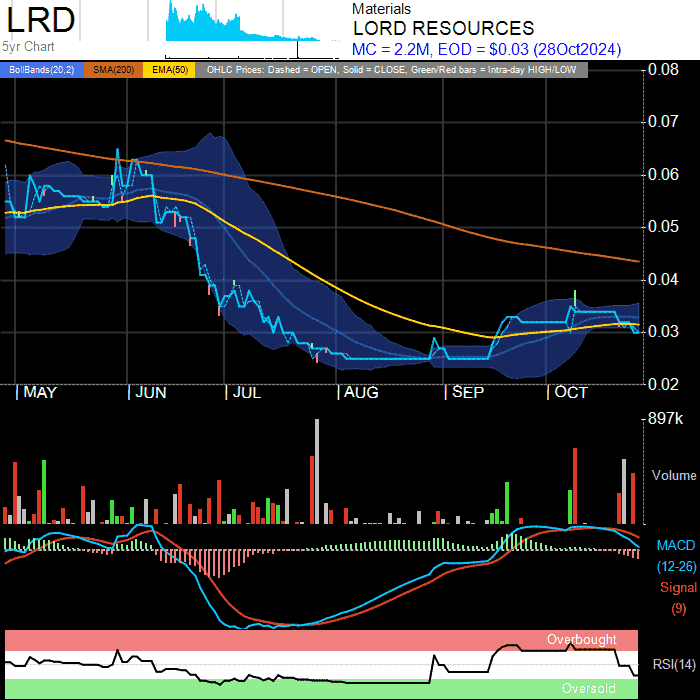 LRD
5yr Chart
Materials
LORD RESOURCES
MC = 2.2M, EOD = $0.03 (28Oct2024)
BollBands(20,2) SMA(200) EMA(50) OHLC Prices: Dashed = OPEN, Solid = CLOSE, Green/Red bars = Intra-day HIGH/LOW
0.08
0.07
0.06
0.05
0.04
0.03
0.02
MAY JUN JUL AUG SEP OCT
897k
Volume
MACD
(12-26)
Signal
(9)
Overbought
RSI(14)
Oversold